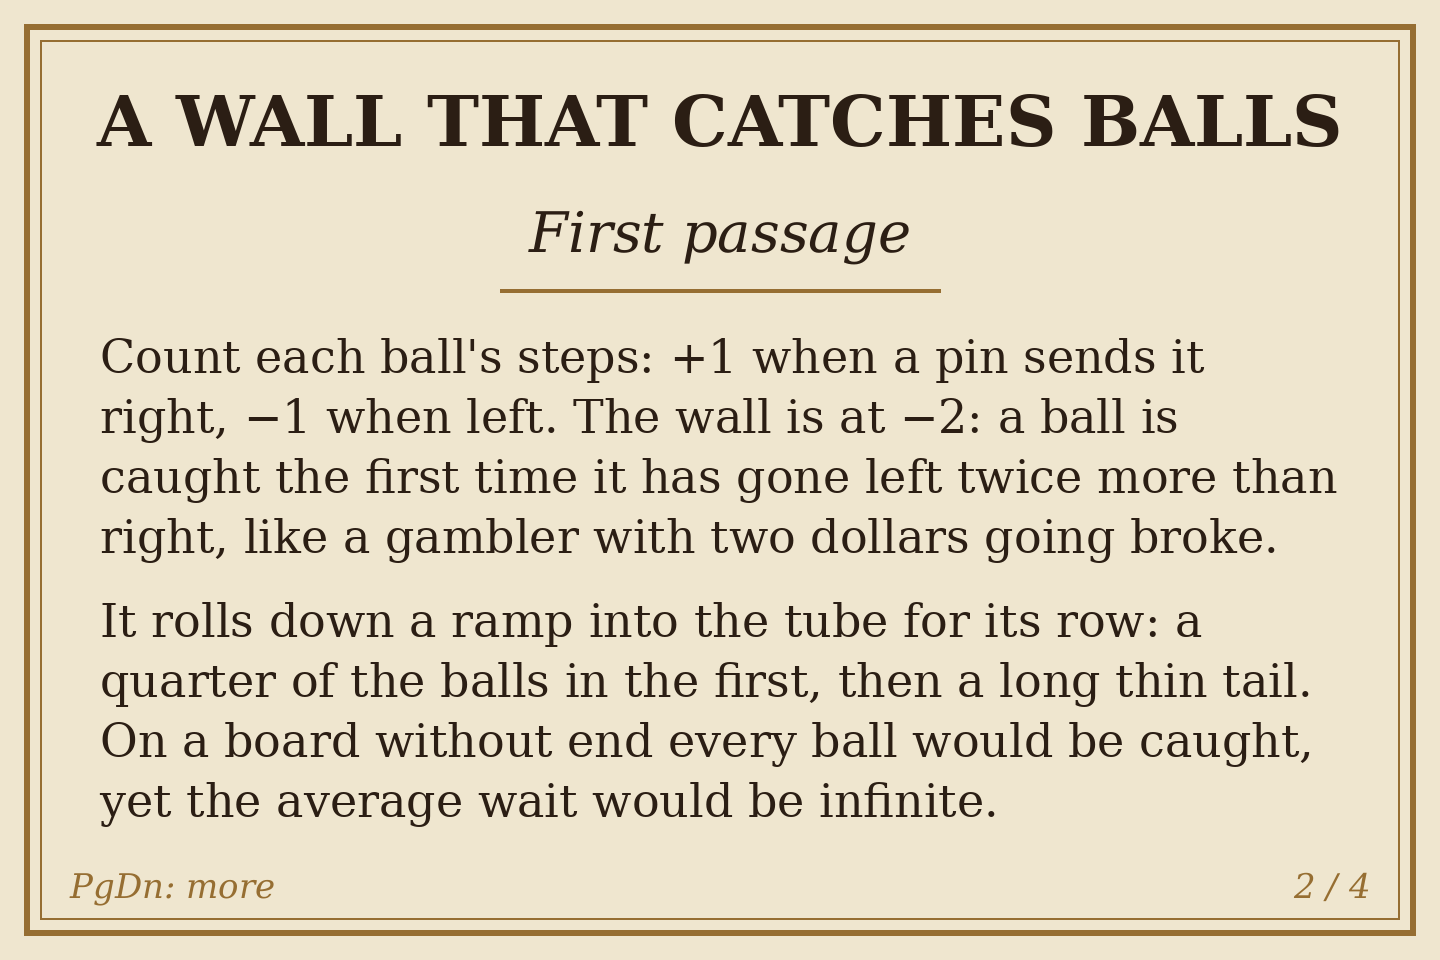 A WALL THAT CATCHES BALLS
First passage
Count each ball's steps: +1 when a pin sends it
right, −1 when left. The wall is at −2: a ball is
caught the first time it has gone left twice more than
right, like a gambler with two dollars going broke.
It rolls down a ramp into the tube for its row: a
quarter of the balls in the first, then a long thin tail.
On a board without end every ball would be caught,
yet the average wait would be infinite.
PgDn: more
2 / 4